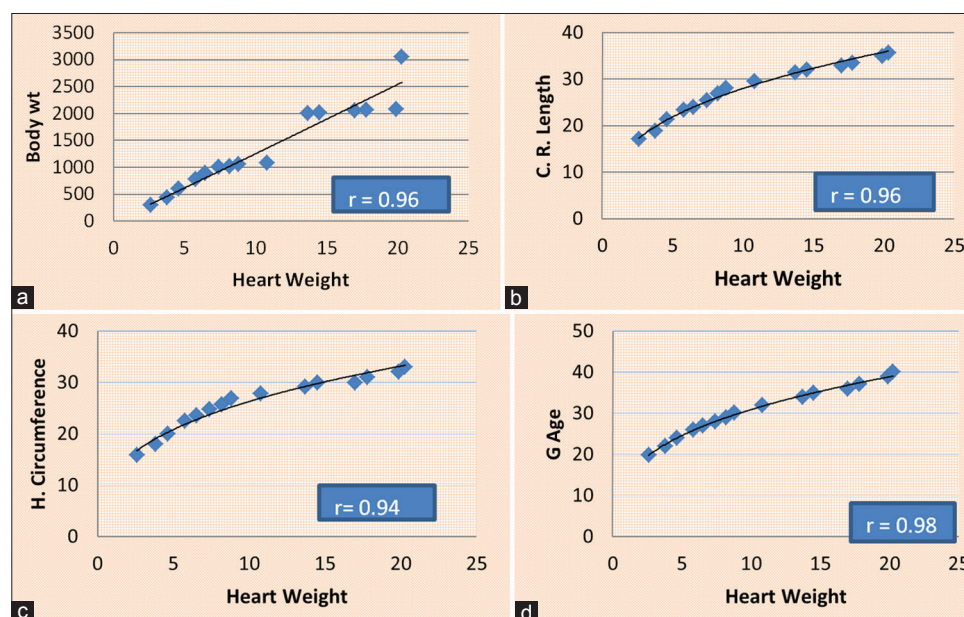 3500
3000
2500
2000
1500
1000
500
0
Body wt
r = 0.96
0 5 10 15 20 25
Heart Weight
a
40
30
20
10
0
C. R. Length
r = 0.96
0 5 10 15 20 25
Heart Weight
b
40
30
20
10
0
H. Circumference
r= 0.94
0 5 10 15 20 25
Heart Weight
c
50
40
30
20
10
0
G Age
r = 0.98
0 5 10 15 20 25
Heart Weight
d